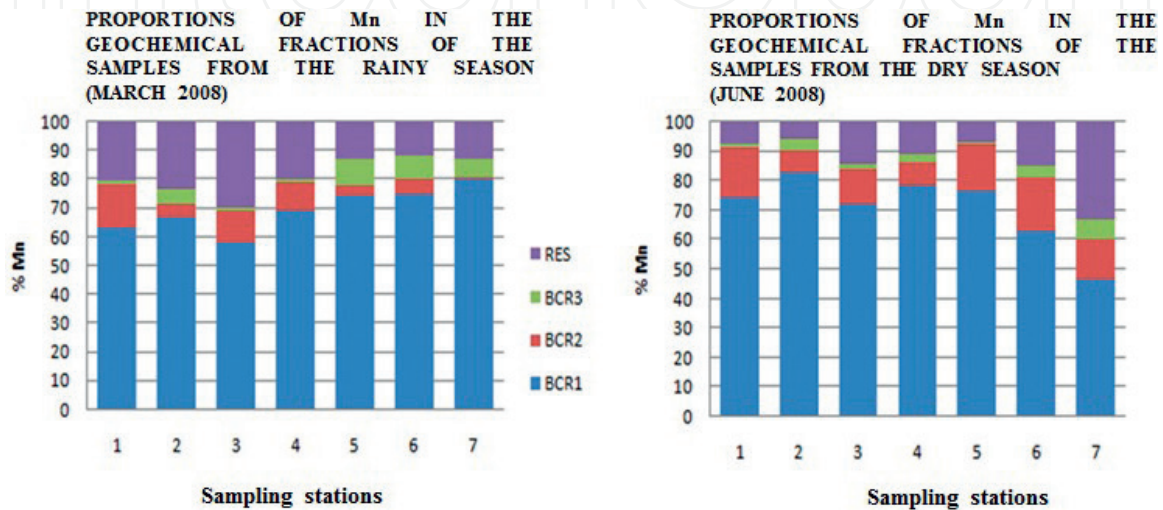 PROPORTIONS OF Mn IN THE
GEOCHEMICAL FRACTIONS OF THE
SAMPLES FROM THE RAINY SEASON
(MARCH 2008)
100
90
80
70
60
50
40
30
20
10
0
% Mn
1 2 3 4 5 6 7
Sampling stations
RES
BCR3
BCR2
BCR1
PROPORTIONS OF Mn IN THE
GEOCHEMICAL FRACTIONS OF THE
SAMPLES FROM THE DRY SEASON
(JUNE 2008)
100
90
80
70
60
50
40
30
20
10
0
% Mn
1 2 3 4 5 6 7
Sampling stations